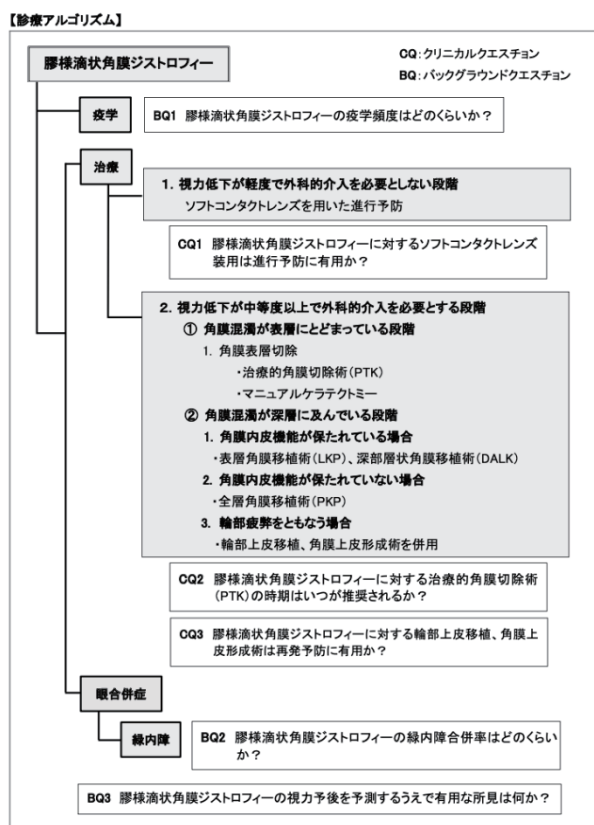 【診療アルゴリズム】
膠様滴状角膜ジストロフィー
CQ:クリニカルクエスチョン
BQ:バックグラウンドクエスチョン
疫学
BQ1 膠様滴状角膜ジストロフィーの疫学頻度はどのくらいか?
治療
1. 視力低下が軽度で外科的介入を必要としない段階
ソフトコンタクトレンズを用いた進行予防
CQ1 膠様滴状角膜ジストロフィーに対するソフトコンタクトレンズ
装用は進行予防に有用か?
2. 視力低下が中等度以上で外科的介入を必要とする段階
① 角膜混濁が表層にとどまっている段階
1. 角膜表層切除
・治療的角膜切除術(PTK)
・マニュアルケラテクトミー
② 角膜混濁が深層に及んでいる段階
1. 角膜内皮機能が保たれている場合
・表層角膜移植術(LKP)、深部層状角膜移植術(DALK)
2. 角膜内皮機能が保たれていない場合
・全層角膜移植術(PKP)
3. 輪部疲弊をともなう場合
・輪部上皮移植、角膜上皮形成術を併用
CQ2 膠様滴状角膜ジストロフィーに対する治療的角膜切除術
(PTK)の時期はいつが推奨されるか?
CQ3 膠様滴状角膜ジストロフィーに対する輪部上皮移植、角膜上
皮形成術は再発予防に有用か?
眼合併症
緑内障
BQ2 膠様滴状角膜ジストロフィーの緑内障合併率はどのくらい
か?
BQ3 膠様滴状角膜ジストロフィーの視力予後を予測するうえで有用な所見は何か?